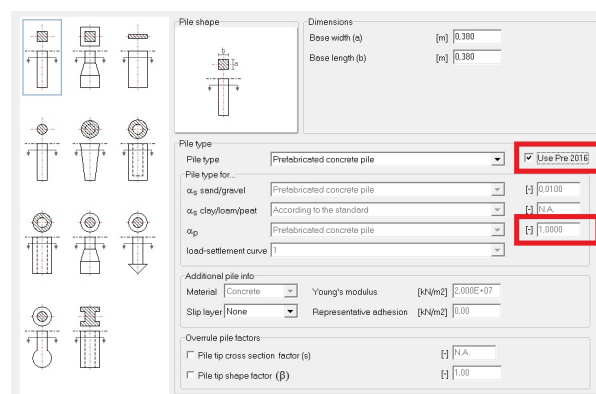 Pile shape
b
a
Dimensions
Base width (a) [m] 0.380
Base length (b) [m] 0.380
Pile type
Pile type Prefabricated concrete pile Use Pre 2016
Pile type for...
αs sand/gravel Prefabricated concrete pile [-] 0,0100
αs clay/loam/peat According to the standard [-] N.A.
αp Prefabricated concrete pile [-] 1,0000
load-settlement curve 1
Additional pile info
Material Concrete Young's modulus [kN/m2] 2.000E+07
Slip layer None Representative adhesion [kN/m2] 0,00
Overrule pile factors
Pile tip cross section factor (s) [-] N.A.
Pile tip shape factor (β) [-] 1.00